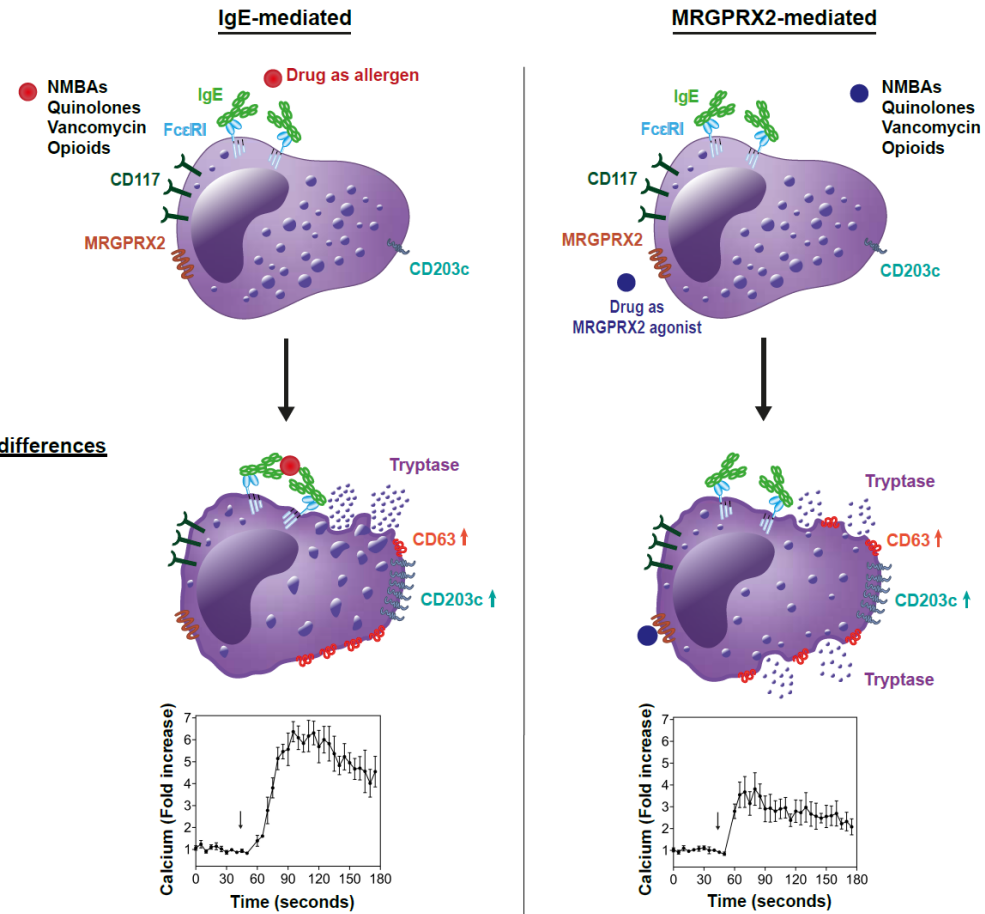 IgE-mediated
NMBAs
Quinolones
Vancomycin
Opioids
Drug as allergen
IgE
FcεRI
CD117
MRGPRX2
CD203c
MRGPRX2-mediated
NMBAs
Quinolones
Vancomycin
Opioids
IgE
FcεRI
CD117
MRGPRX2
CD203c
Drug as
MRGPRX2 agonist
differences
Tryptase
CD63
CD203c
Tryptase
CD63
CD203c
Tryptase
Calcium (Fold increase)
7
6
5
4
3
2
1
0 30 60 90 120 150 180
Time (seconds)
Calcium (Fold increase)
7
6
5
4
3
2
1
0 30 60 90 120 150 180
Time (seconds)